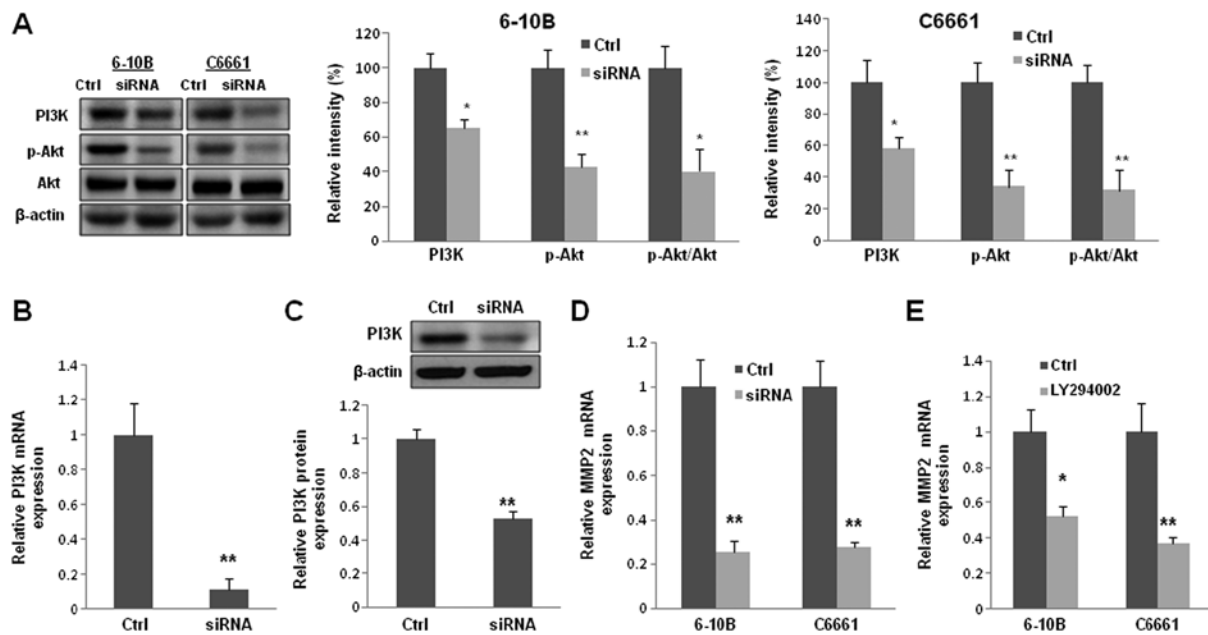 A
6-10B C6661
Ctrl siRNA Ctrl siRNA
PI3K
p-Akt
Akt
β-actin
6-10B
Relative intensity (%)
120
100
80
60
40
20
0
Ctrl
siRNA
*
**
*
PI3K p-Akt p-Akt/Akt
C6661
Relative intensity (%)
140
120
100
80
60
40
20
0
Ctrl
siRNA
*
**
**
PI3K p-Akt p-Akt/Akt
B
Relative PI3K mRNA
expression
1.4
1.2
1
0.8
0.6
0.4
0.2
0
**
Ctrl siRNA
C
Ctrl siRNA
PI3K
β-actin
Relative PI3K protein
expression
1.2
1
0.8
0.6
0.4
0.2
0
**
Ctrl siRNA
D
Relative MMP2 mRNA
expression
1.2
1
0.8
0.6
0.4
0.2
0
Ctrl
siRNA
**
**
6-10B C6661
E
Relative MMP2 mRNA
expression
1.4
1.2
1
0.8
0.6
0.4
0.2
0
Ctrl
LY294002
*
**
6-10B C6661